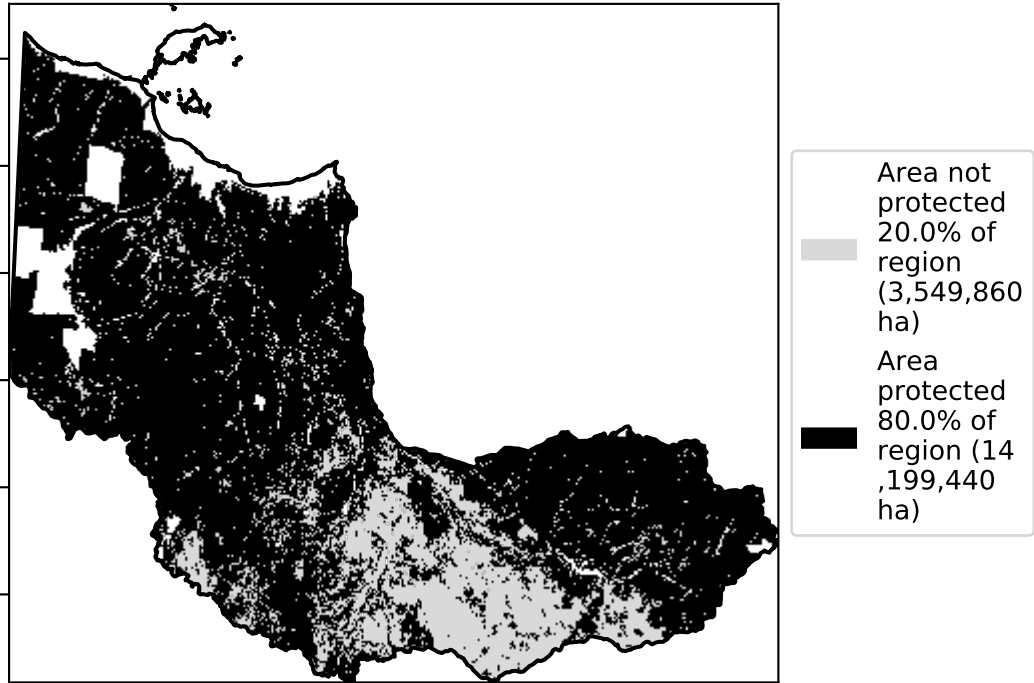 Area not
protected
20.0% of
region
(3,549,860
ha)
Area
protected
80.0% of
region (14
,199,440
ha)